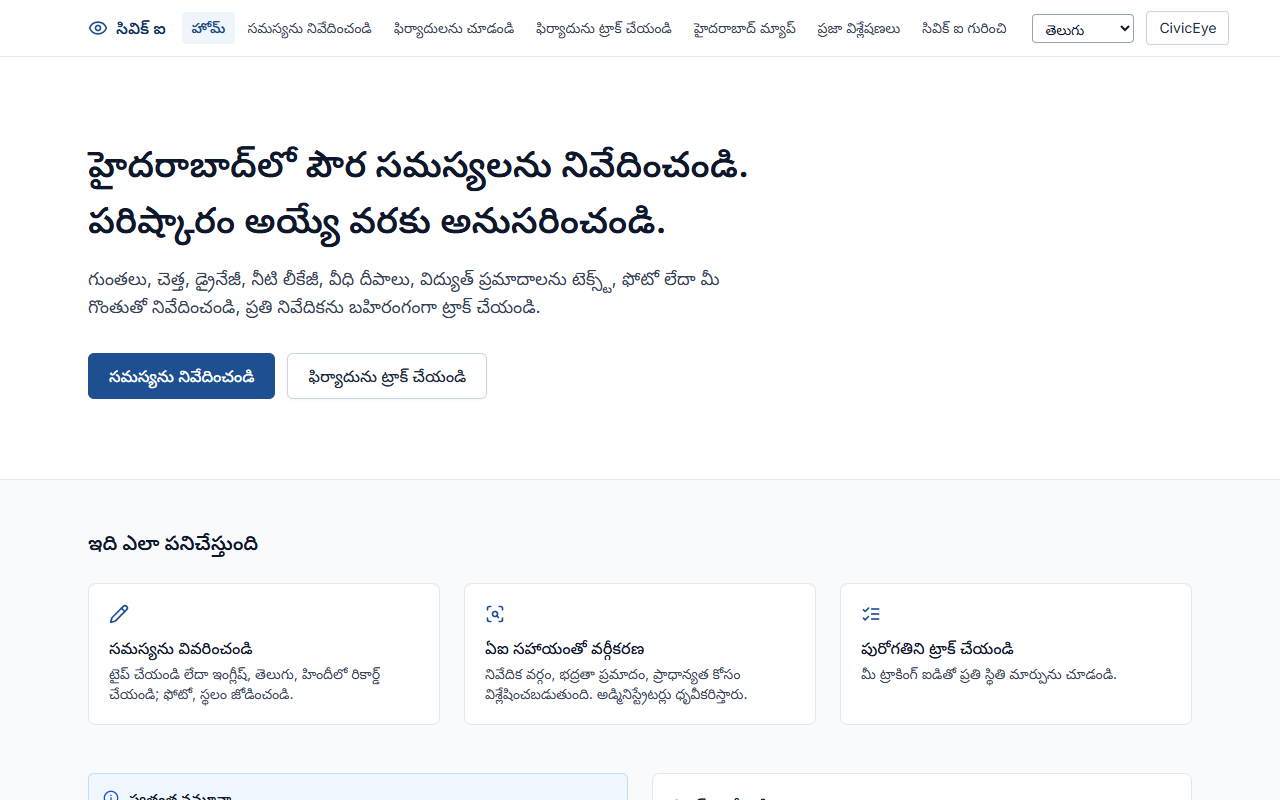 సివిక్ ఐ
హోమ్
సమస్యను నివేదించండి
ఫిర్యాదులను చూడండి
ఫిర్యాదును ట్రాక్ చేయండి
హైదరాబాద్ మ్యాప్
ప్రజా విశ్లేషణలు
సివిక్ ఐ గురించి
తెలుగు
CivicEye
హైదరాబాద్‌లో పౌర సమస్యలను నివేదించండి.
పరిష్కారం అయ్యే వరకు అనుసరించండి.
గుంతలు, చెత్త, డ్రైనేజీ, నీటి లీకేజీ, వీధి దీపాలు, విద్యుత్ ప్రమాదాలను టెక్స్ట్, ఫోటో లేదా మీ
గొంతుతో నివేదించండి, ప్రతి నివేదికను బహిరంగంగా ట్రాక్ చేయండి.
సమస్యను నివేదించండి
ఫిర్యాదును ట్రాక్ చేయండి
ఇది ఎలా పనిచేస్తుంది
సమస్యను వివరించండి
టైప్ చేయండి లేదా ఇంగ్లీష్, తెలుగు, హిందీలో రికార్డ్
చేయండి; ఫోటో, స్థలం జోడించండి.
ఏఐ సహాయంతో వర్గీకరణ
నివేదిక వర్గం, భద్రతా ప్రమాదం, ప్రాధాన్యత కోసం
విశ్లేషించబడుతుంది. అడ్మినిస్ట్రేటర్లు ధృవీకరిస్తారు.
పురోగతిని ట్రాక్ చేయండి
మీ ట్రాకింగ్ ఐడితో ప్రతి స్థితి మార్పును చూడండి.